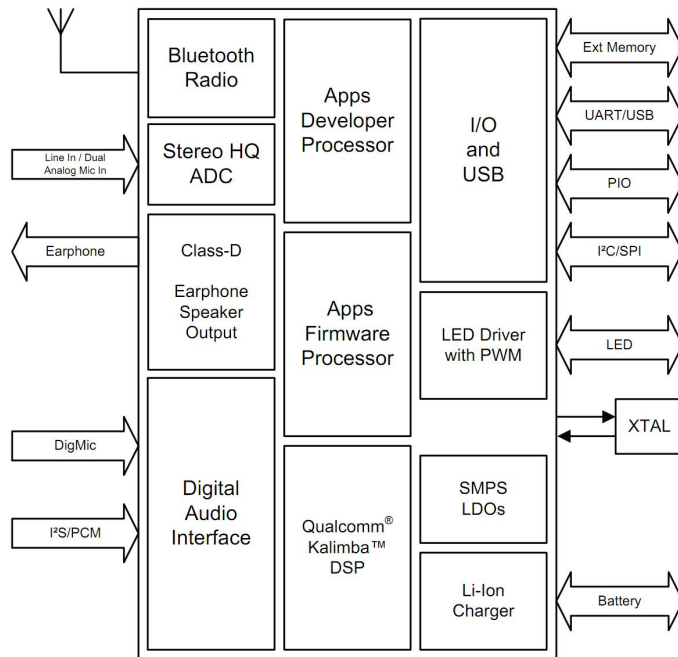 Bluetooth
Radio
Apps
Developer
Processor
I/O
and
USB
Ext Memory
UART/USB
PIO
I²C/SPI
Line In / Dual
Analog Mic In
Stereo HQ
ADC
Earphone
Class-D
Earphone
Speaker
Output
Apps
Firmware
Processor
LED Driver
with PWM
LED
XTAL
DigMic
I²S/PCM
Digital
Audio
Interface
Qualcomm®
Kalimba™
DSP
SMPS
LDOs
Li-Ion
Charger
Battery